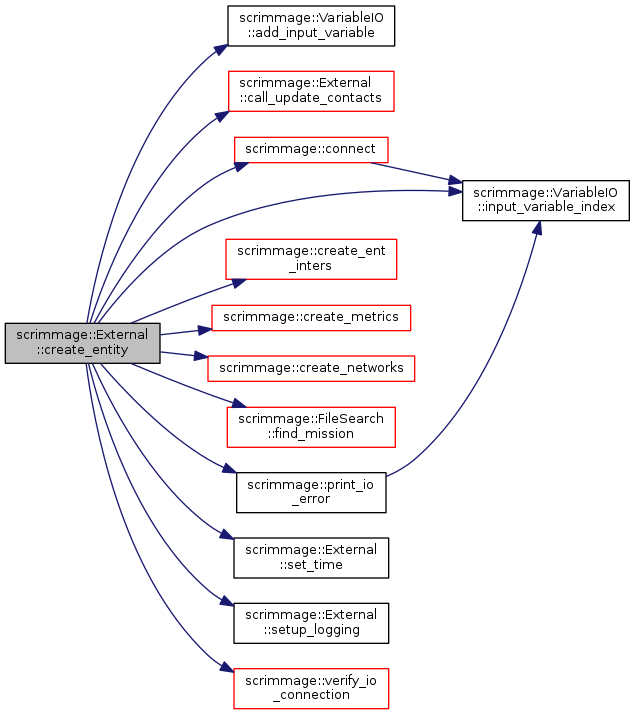 scrimmage::VariableIO
::add_input_variable
scrimmage::External
::call_update_contacts
scrimmage::connect
scrimmage::VariableIO
::input_variable_index
scrimmage::create_ent
_inters
scrimmage::create_metrics
scrimmage::External
::create_entity
scrimmage::create_networks
scrimmage::FileSearch
::find_mission
scrimmage::print_io
_error
scrimmage::External
::set_time
scrimmage::External
::setup_logging
scrimmage::verify_io
_connection